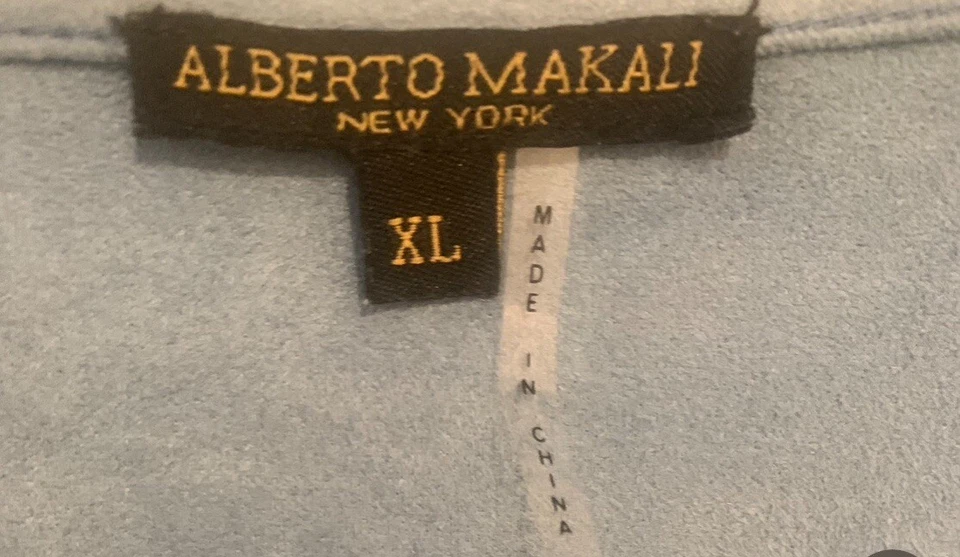 ALBERTO MAKALI
NEW YORK
XL
MADE IN CHINA